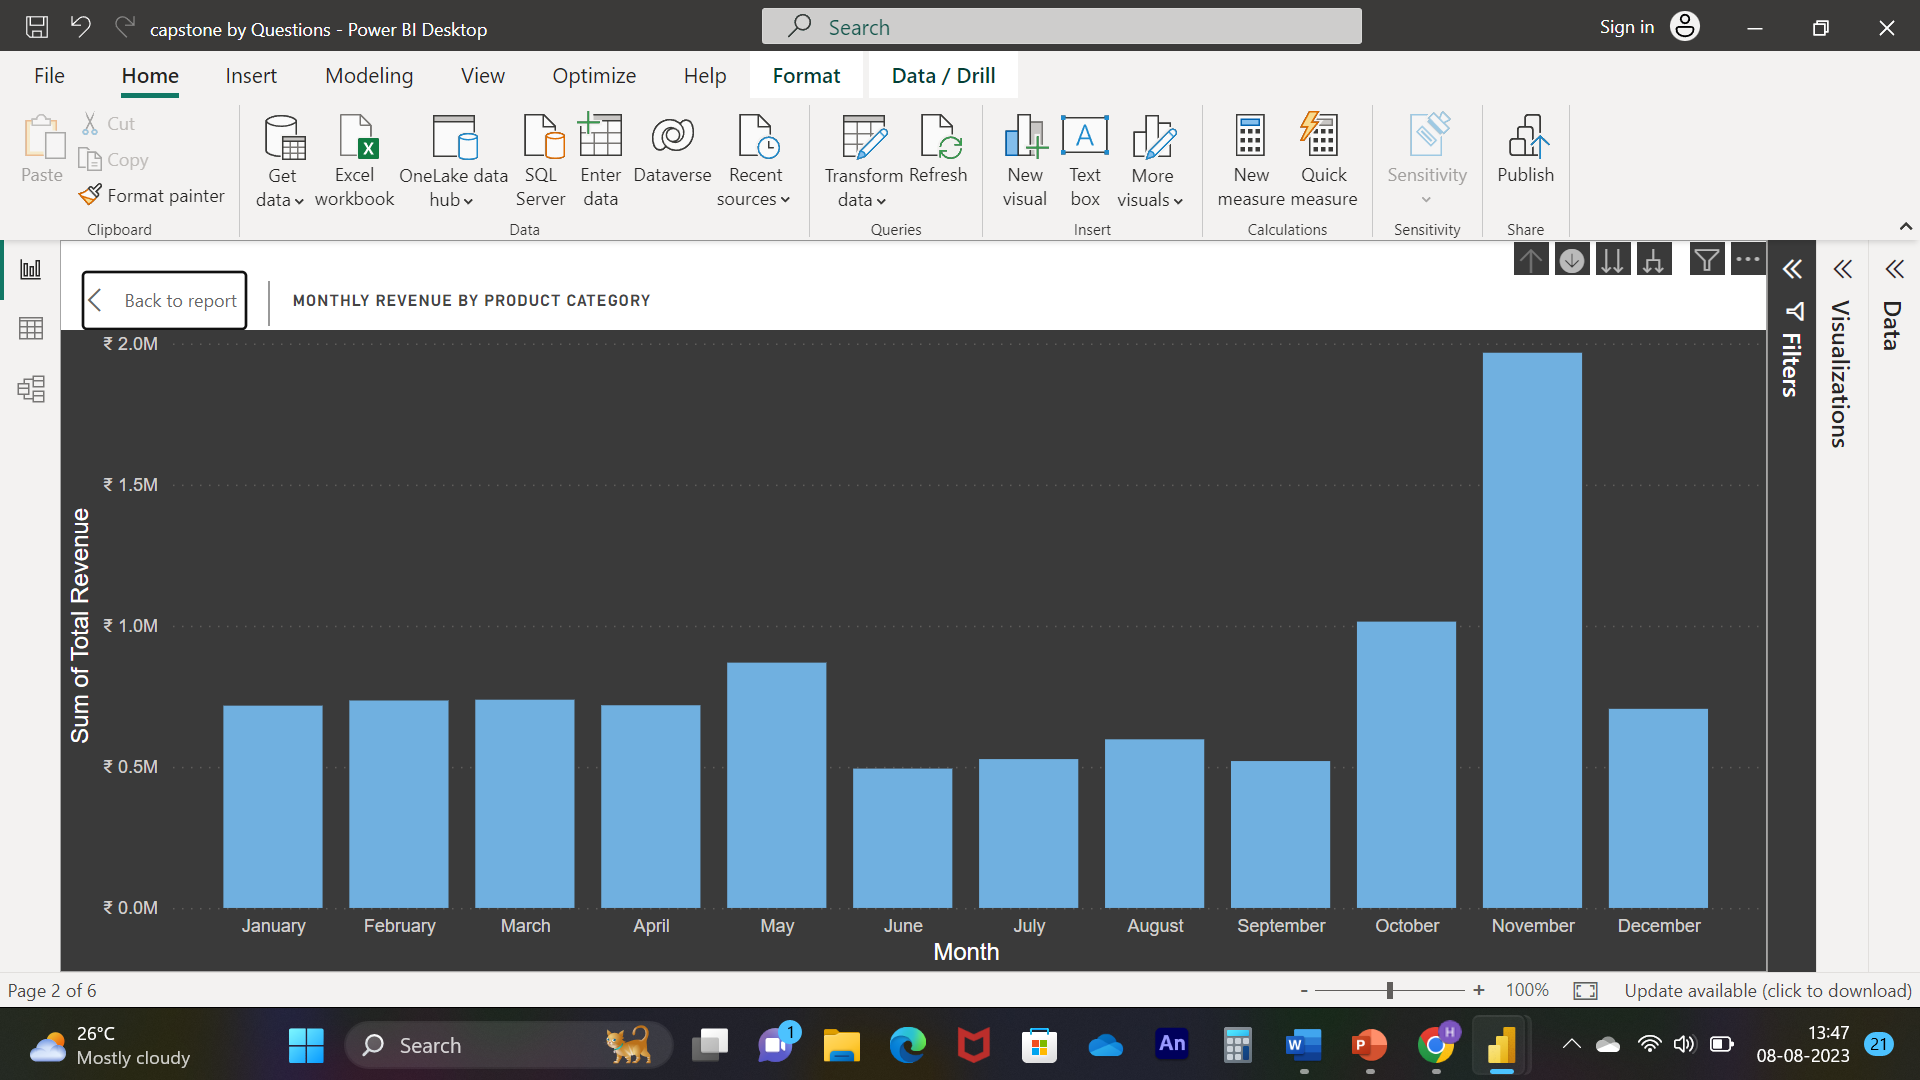 capstone by Questions - Power BI Desktop
Search
Sign in
File Home Insert Modeling View Optimize Help Format Data / Drill
Paste
Cut
Copy
Format painter
Clipboard
Get data
Excel workbook
OneLake data hub
SQL Server
Enter data
Dataverse
Recent sources
Data
Transform data
Refresh
Queries
New visual
A
Text box
More visuals
Insert
New measure
Quick measure
Calculations
Sensitivity
Sensitivity
Publish
Share
Back to report
MONTHLY REVENUE BY PRODUCT CATEGORY
Filters
Visualizations
Data
Sum of Total Revenue
₹ 2.0M
₹ 1.5M
₹ 1.0M
₹ 0.5M
₹ 0.0M
January February March April May June July August September October November December
Month
Page 2 of 6
- + 100%
Update available (click to download)
26°C
Mostly cloudy
Search
1
An
W
P
H
13:47
08-08-2023
21